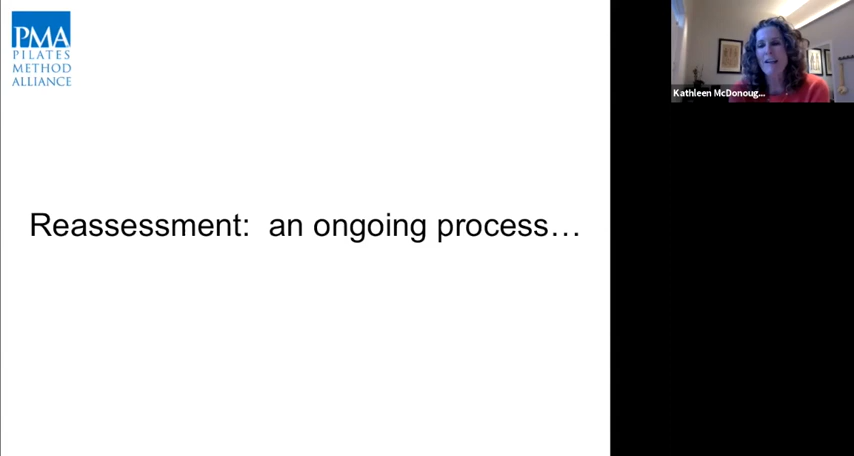 PMA
PILATES
METHOD
ALLIANCE
Kathleen McDonoug...
Reassessment:  an ongoing process…